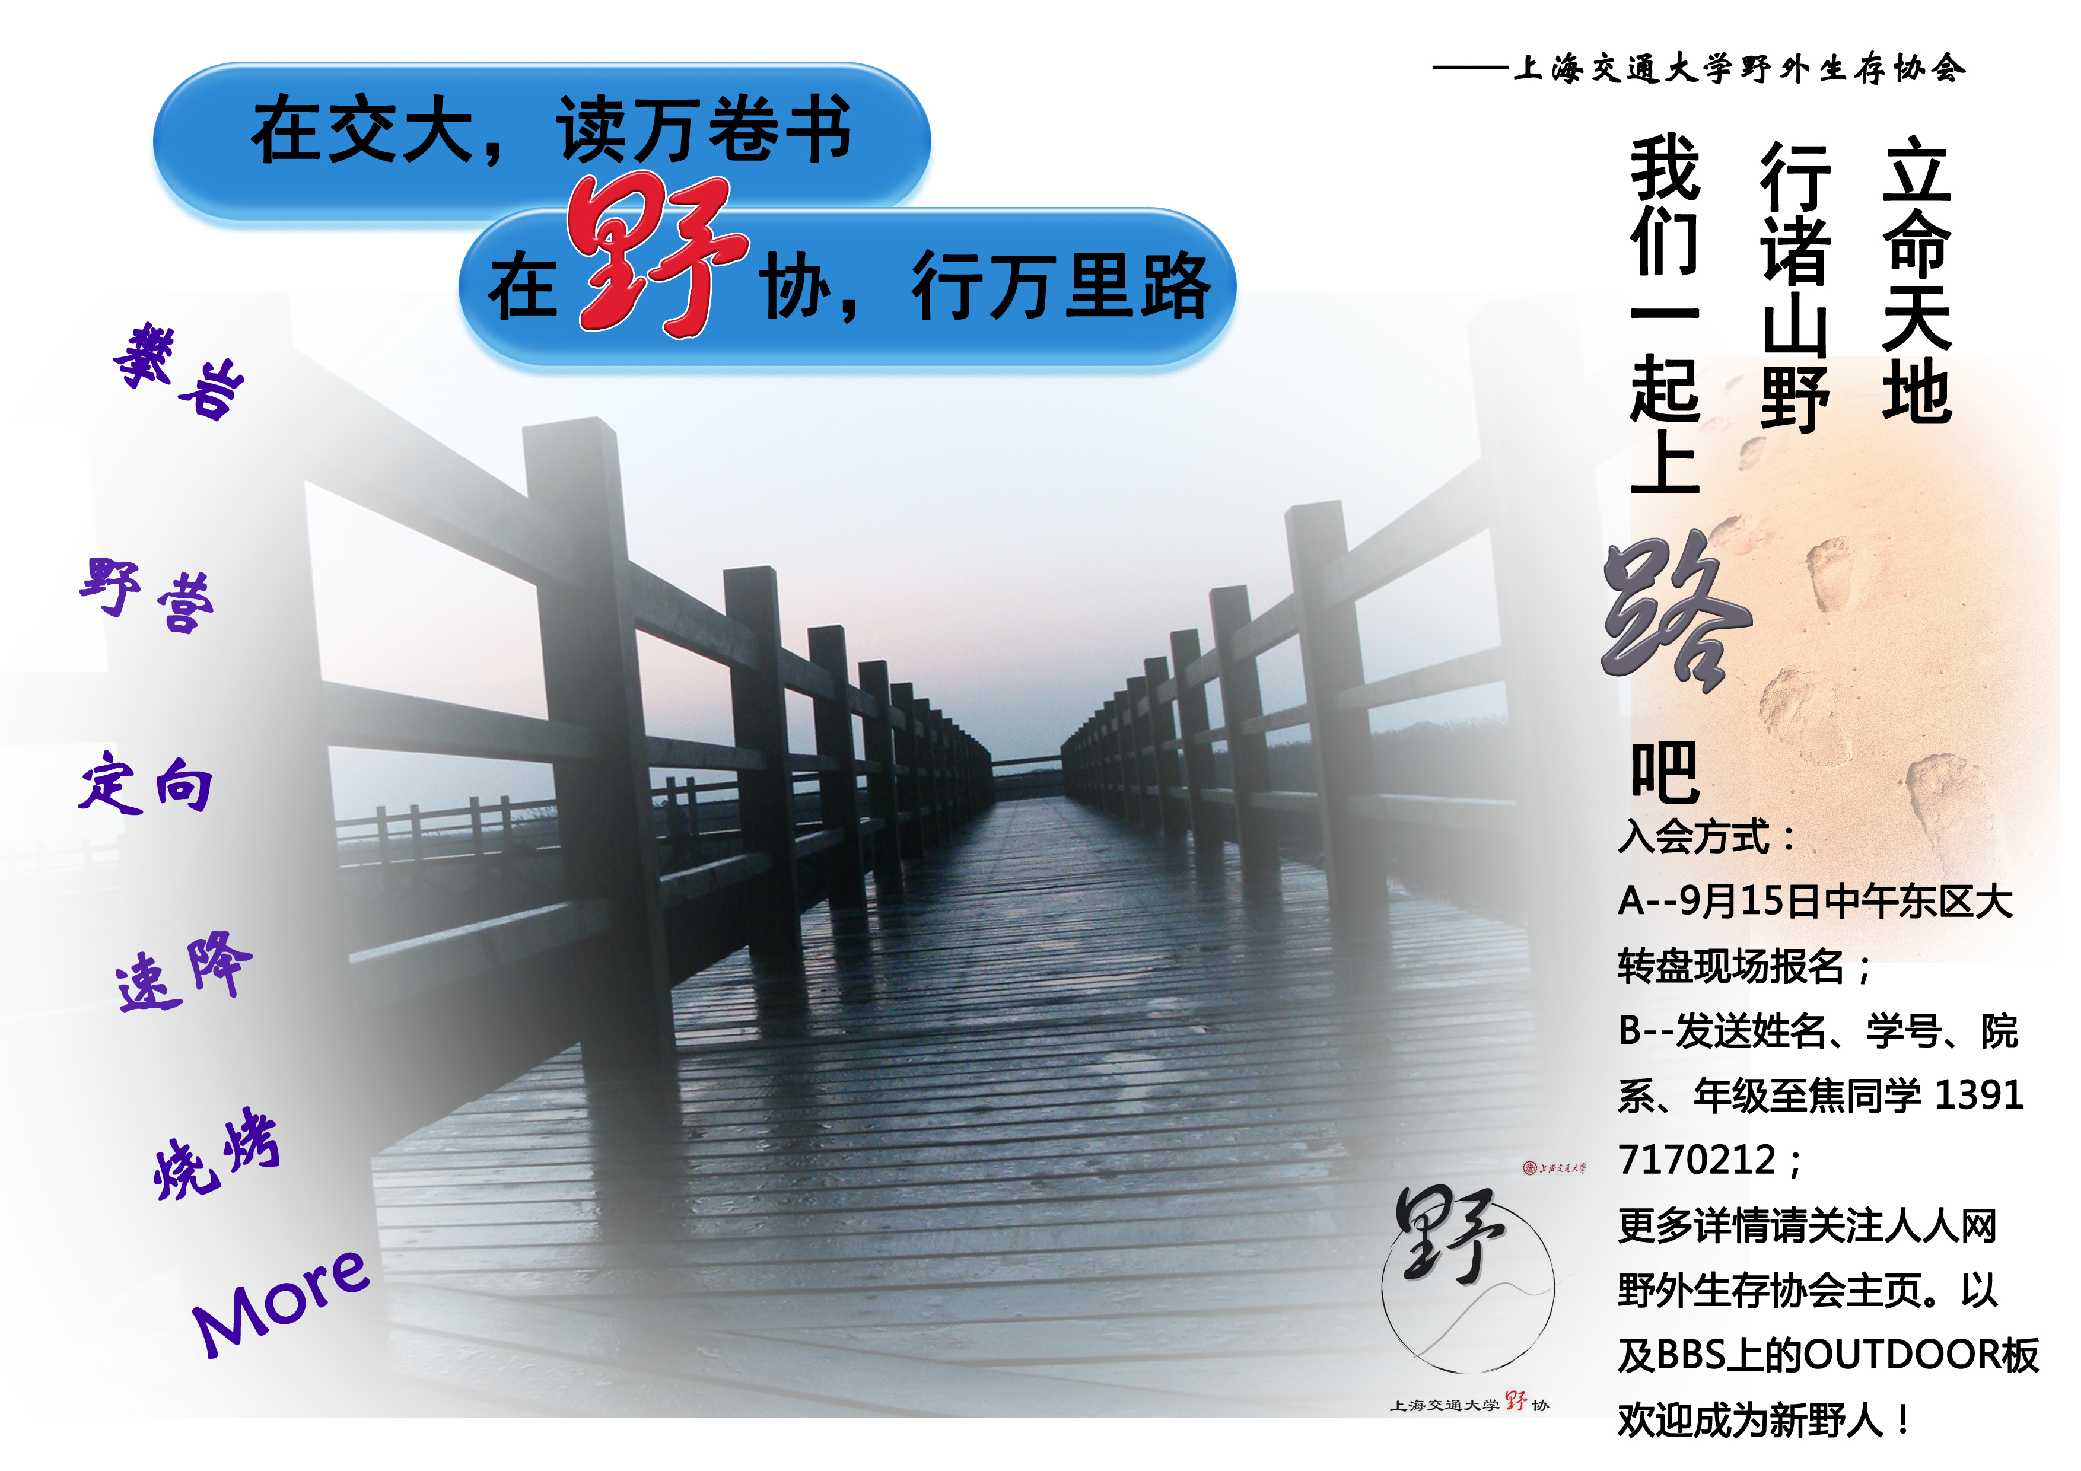 在交大，读万卷书
在野协，行万里路
——上海交通大学野外生存协会
立命天地
行诸山野
我们一起上路吧
攀岩
野营
定向
速降
烧烤
More
入会方式：
A--9月15日中午东区大
转盘现场报名；
B--发送姓名、学号、院
系、年级至焦同学 1391
7170212；
更多详情请关注人人网
野外生存协会主页。以
及BBS上的OUTDOOR板
欢迎成为新野人！
上海交通大学
野
上海交通大学野协